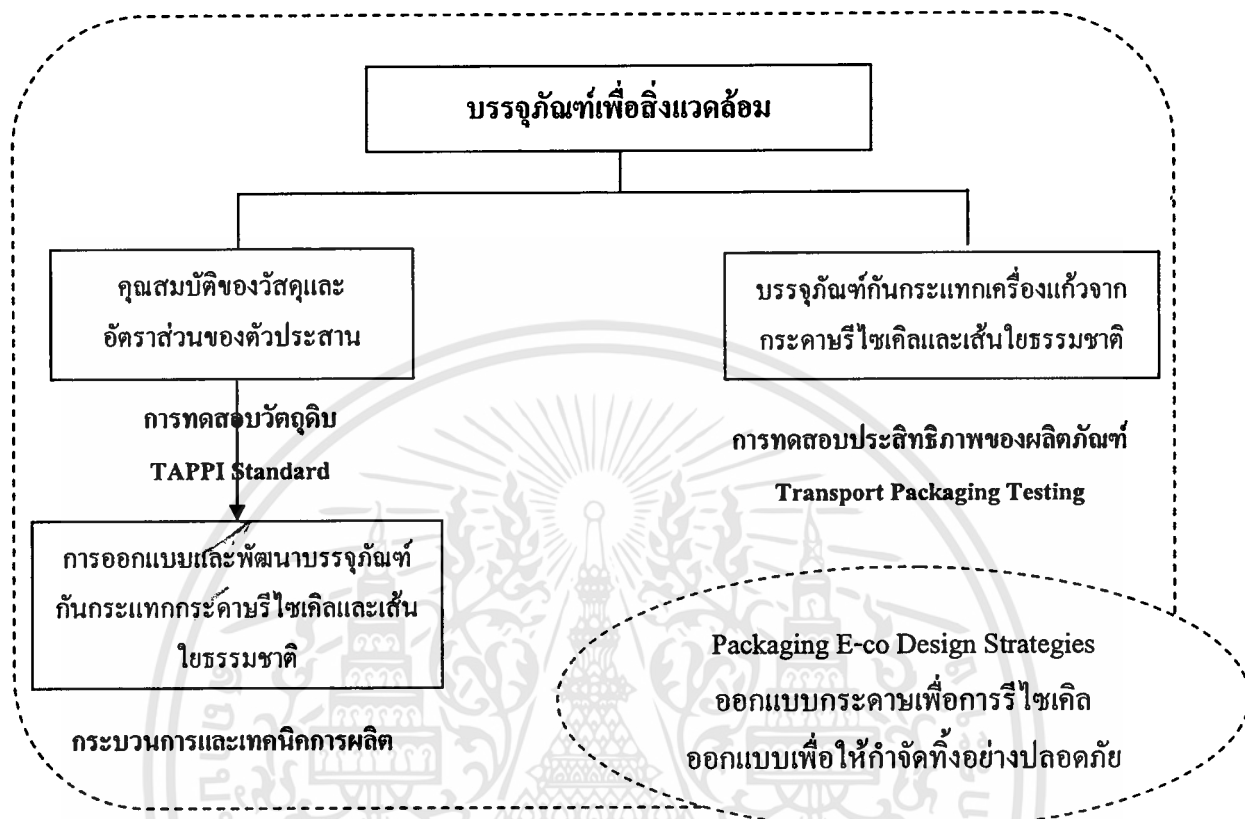 บรรจุภัณฑ์เพื่อสิ่งแวดล้อม
คุณสมบัติของวัสดุและ
อัตราส่วนของตัวประสาน
บรรจุภัณฑ์กันกระแทกเครื่องแก้วจาก
กระดาษรีไซเคิลและเส้นใยธรรมชาติ
การทดสอบวัตถุดิบ
TAPPI Standard
การทดสอบประสิทธิภาพของผลิตภัณฑ์
Transport Packaging Testing
การออกแบบและพัฒนาบรรจุภัณฑ์
กันกระแทกกระดาษรีไซเคิลและเส้น
ใยธรรมชาติ
กระบวนการและเทคนิคการผลิต
Packaging E-co Design Strategies
ออกแบบกระดาษเพื่อการรีไซเคิล
ออกแบบเพื่อให้กำจัดทิ้งอย่างปลอดภัย